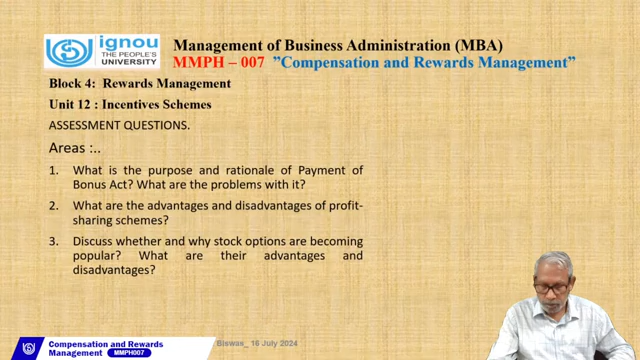 ignou
THE PEOPLE'S
UNIVERSITY
Management of Business Administration (MBA)
MMPH – 007 ”Compensation and Rewards Management”
Block 4: Rewards Management
Unit 12 : Incentives Schemes
ASSESSMENT QUESTIONS.
Areas :..
1. What is the purpose and rationale of Payment of
Bonus Act? What are the problems with it?
2. What are the advantages and disadvantages of profit-
sharing schemes?
3. Discuss whether and why stock options are becoming
popular? What are their advantages and
disadvantages?
Compensation and Rewards
Management MMPH007
Biswas_ 16 July 2024